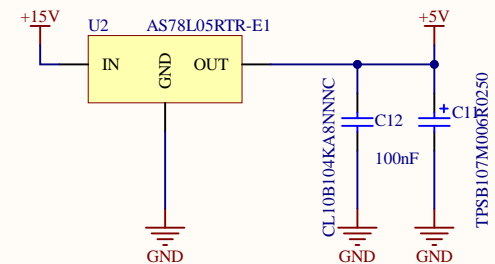 +15V
U2 AS78L05RTR-E1
+5V
IN
GND
OUT
CL10B104KA8NNNC
C12
100nF
+
C11
TPSB107M006R0250
GND
GND
GND